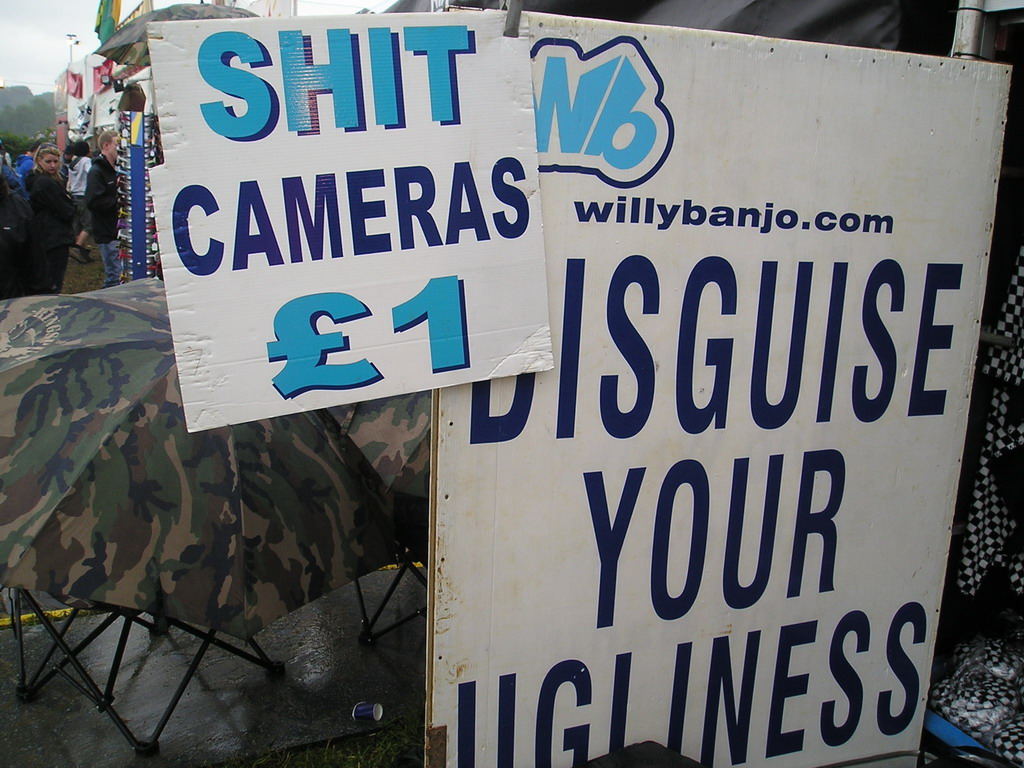 SHIT
CAMERAS
£1
Wb
willybanjo.com
DISGUISE
YOUR
UGLINESS